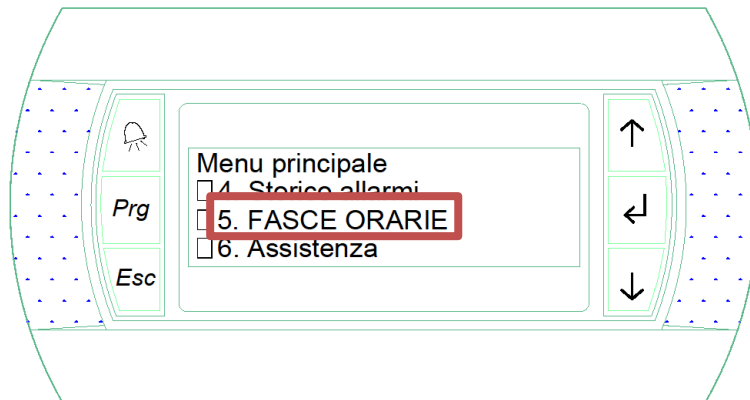 Menu principale
4. Storico allarmi
Prg
5. FASCE ORARIE
6. Assistenza
Esc